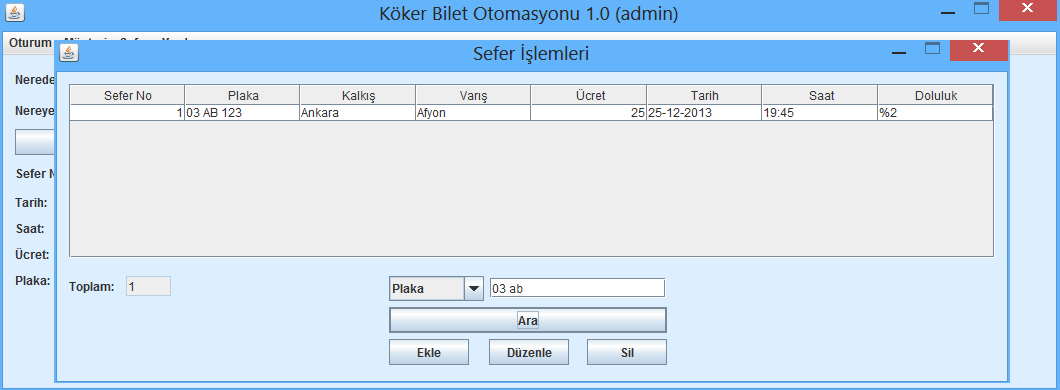 Köker Bilet Otomasyonu 1.0 (admin)
Oturum
Sefer İşlemleri
Nerede
Nereye
Sefer No Plaka Kalkış Varış Ücret Tarih Saat Doluluk
1 03 AB 123 Ankara Afyon 25 25-12-2013 19:45 %2
Sefer N
Tarih:
Saat:
Ücret:
Plaka:
Toplam: 1 Plaka 03 ab
Ara
Ekle Düzenle Sil